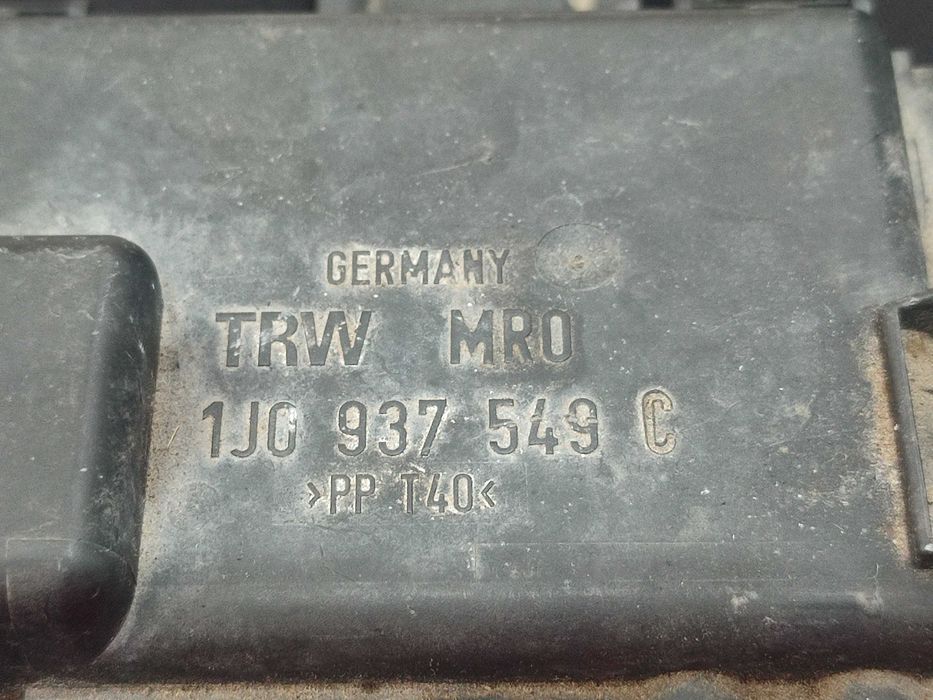 GERMANY
TRW MRO
1J0 937 549 C
>PP T40<